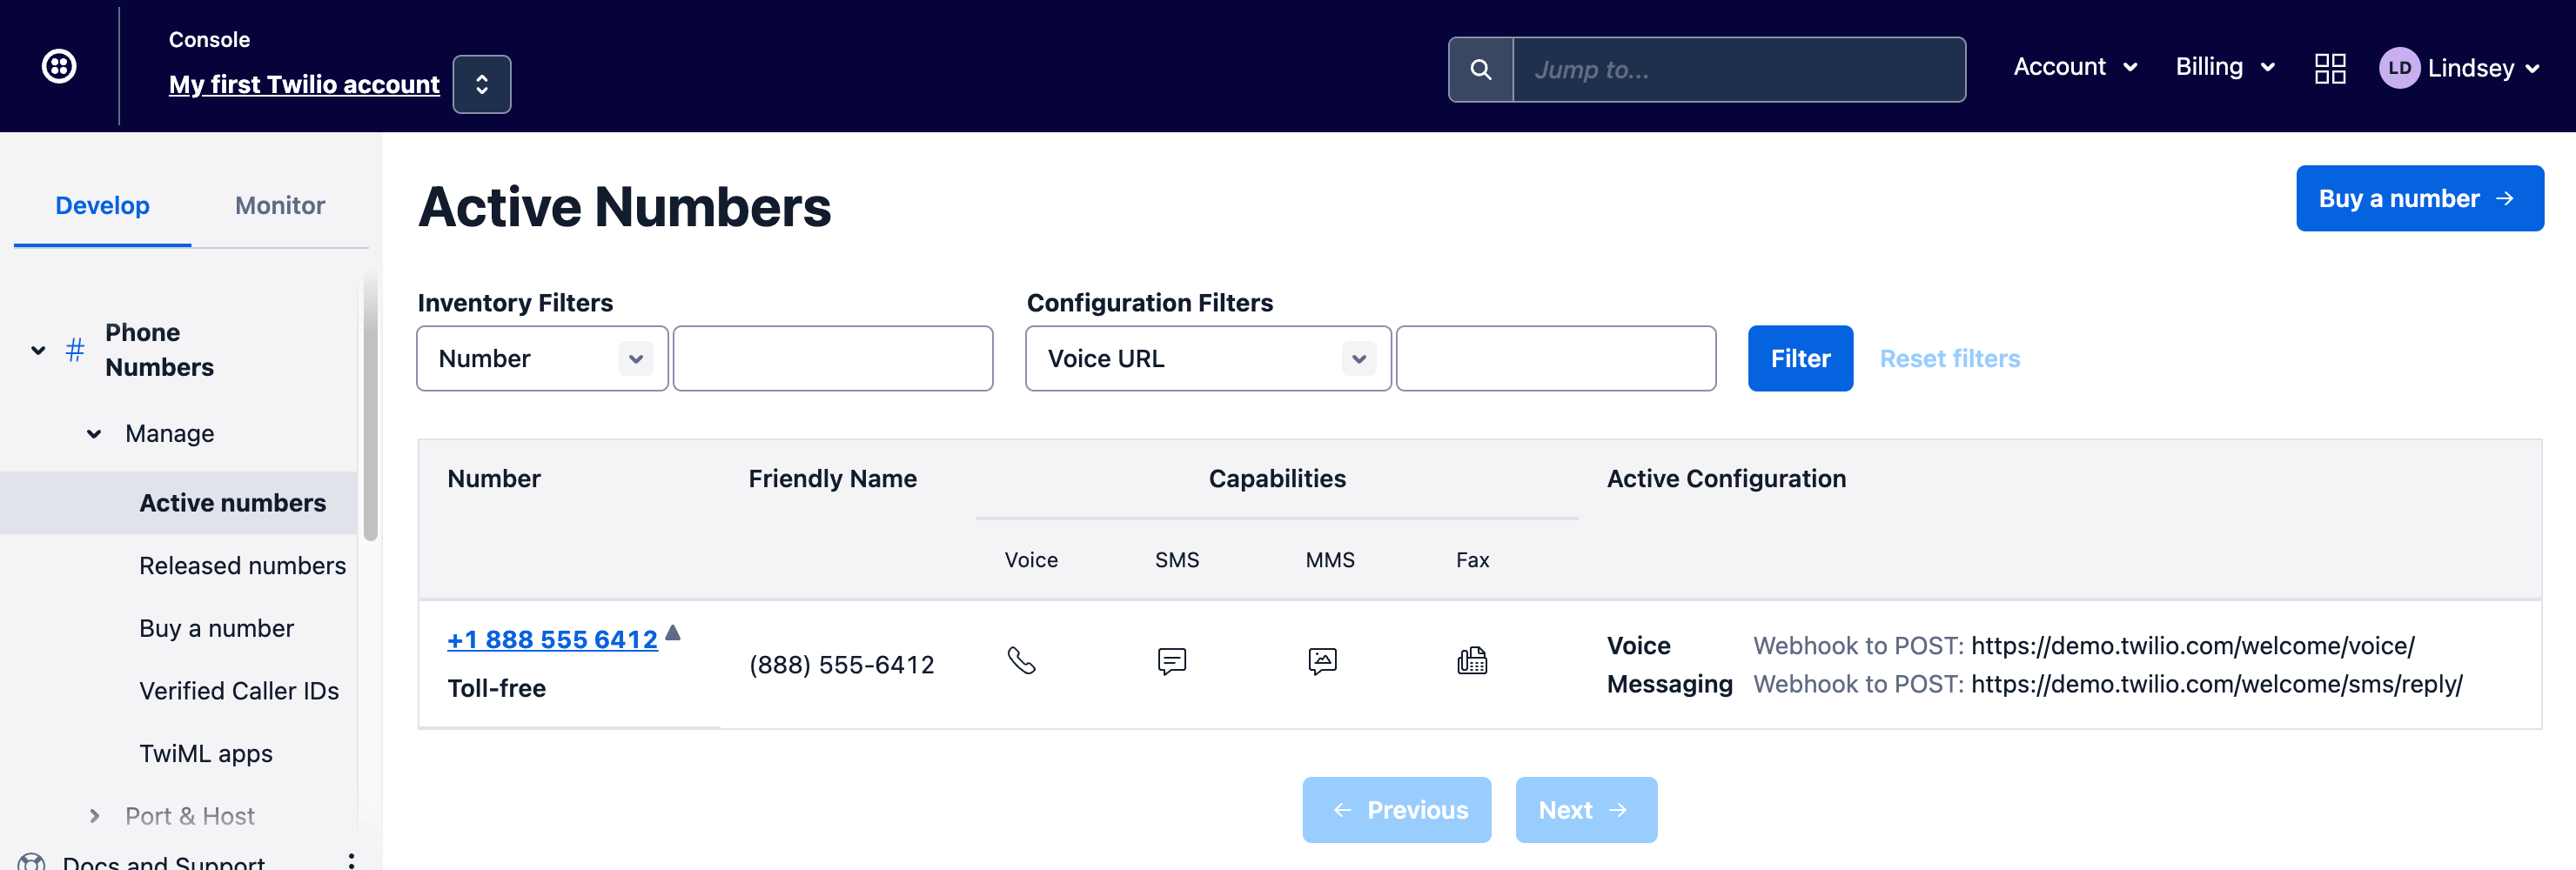 Console
My first Twilio account
Jump to...
Account
Billing
LD Lindsey
Develop
Monitor
Phone
Numbers
Manage
Active numbers
Released numbers
Buy a number
Verified Caller IDs
TwiML apps
Port & Host
Docs and Support
Active Numbers
Buy a number
Inventory Filters
Configuration Filters
Number
Voice URL
Filter
Reset filters
Number
Friendly Name
Capabilities
Active Configuration
Voice
SMS
MMS
Fax
+1 888 555 6412
Toll-free
(888) 555-6412
Voice Webhook to POST: https://demo.twilio.com/welcome/voice/
Messaging Webhook to POST: https://demo.twilio.com/welcome/sms/reply/
Previous
Next